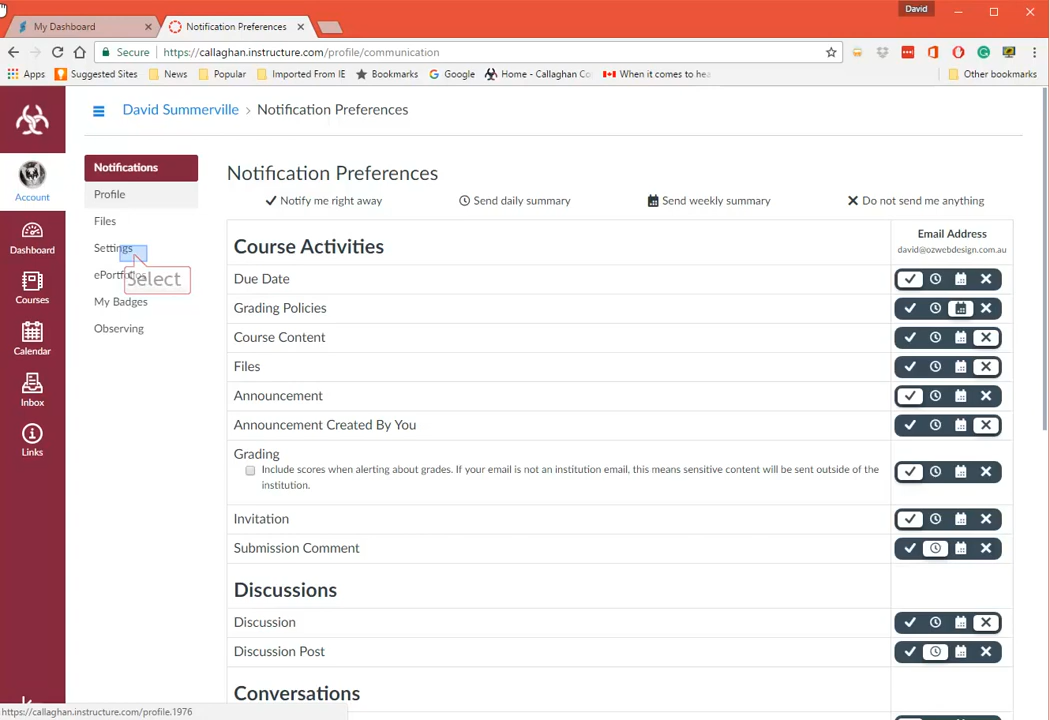 David
My Dashboard
Notification Preferences
Secure
https://callaghan.instructure.com/profile/communication
Apps
Suggested Sites
News
Popular
Imported From IE
Bookmarks
Google
Home - Callaghan Co
When it comes to hea
Other bookmarks
David Summerville > Notification Preferences
Account
Dashboard
Courses
Calendar
Inbox
Links
Notifications
Profile
Files
Settings
My Badges
Observing
Select
Notification Preferences
Notify me right away
Send daily summary
Send weekly summary
Do not send me anything
Course Activities
Email Address
david@ozwebdesign.com.au
Due Date
Grading Policies
Course Content
Files
Announcement
Announcement Created By You
Grading
Include scores when alerting about grades. If your email is not an institution email, this means sensitive content will be sent outside of the
institution.
Invitation
Submission Comment
Discussions
Discussion
Discussion Post
Conversations
https://callaghan.instructure.com/profile.1976